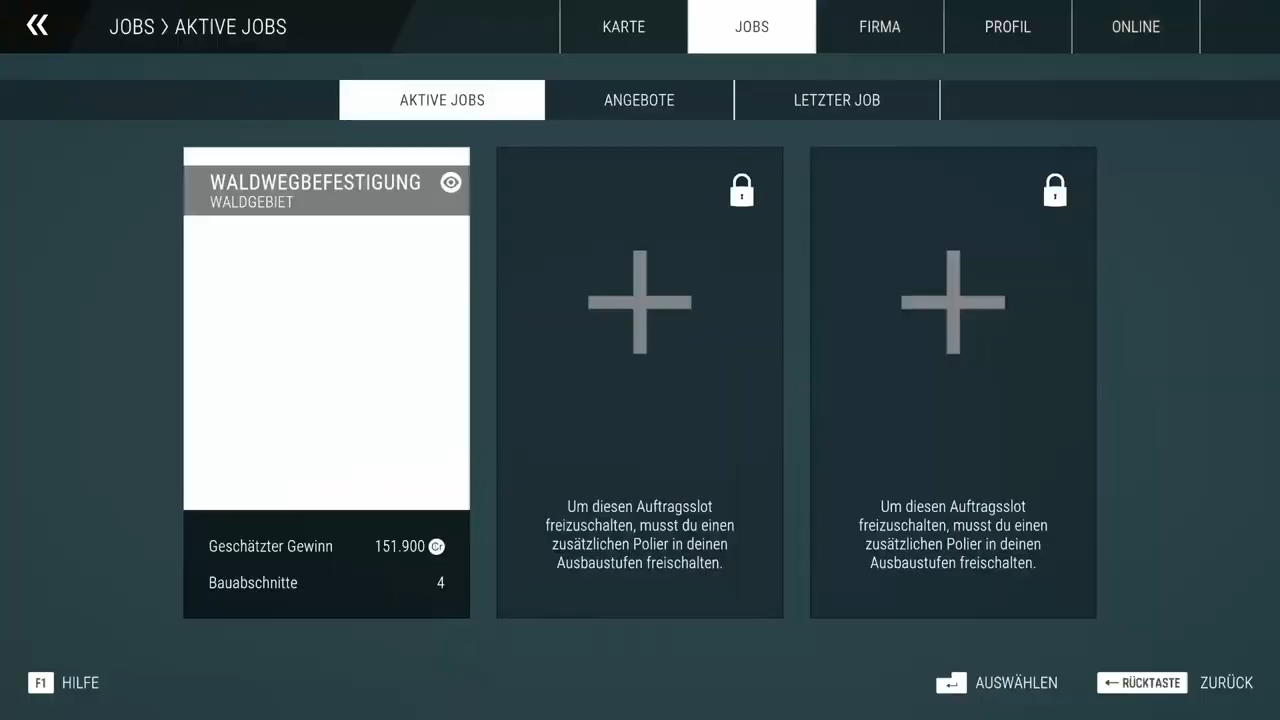 JOBS > AKTIVE JOBS
KARTE
JOBS
FIRMA
PROFIL
ONLINE
AKTIVE JOBS
ANGEBOTE
LETZTER JOB
WALDWEGBEFESTIGUNG
WALDGEBIET
Geschätzter Gewinn 151.900 Cr
Bauabschnitte 4
Um diesen Auftragsslot
freizuschalten, musst du einen
zusätzlichen Polier in deinen
Ausbaustufen freischalten.
Um diesen Auftragsslot
freizuschalten, musst du einen
zusätzlichen Polier in deinen
Ausbaustufen freischalten.
F1 HILFE
AUSWÄHLEN
← RÜCKTASTE ZURÜCK